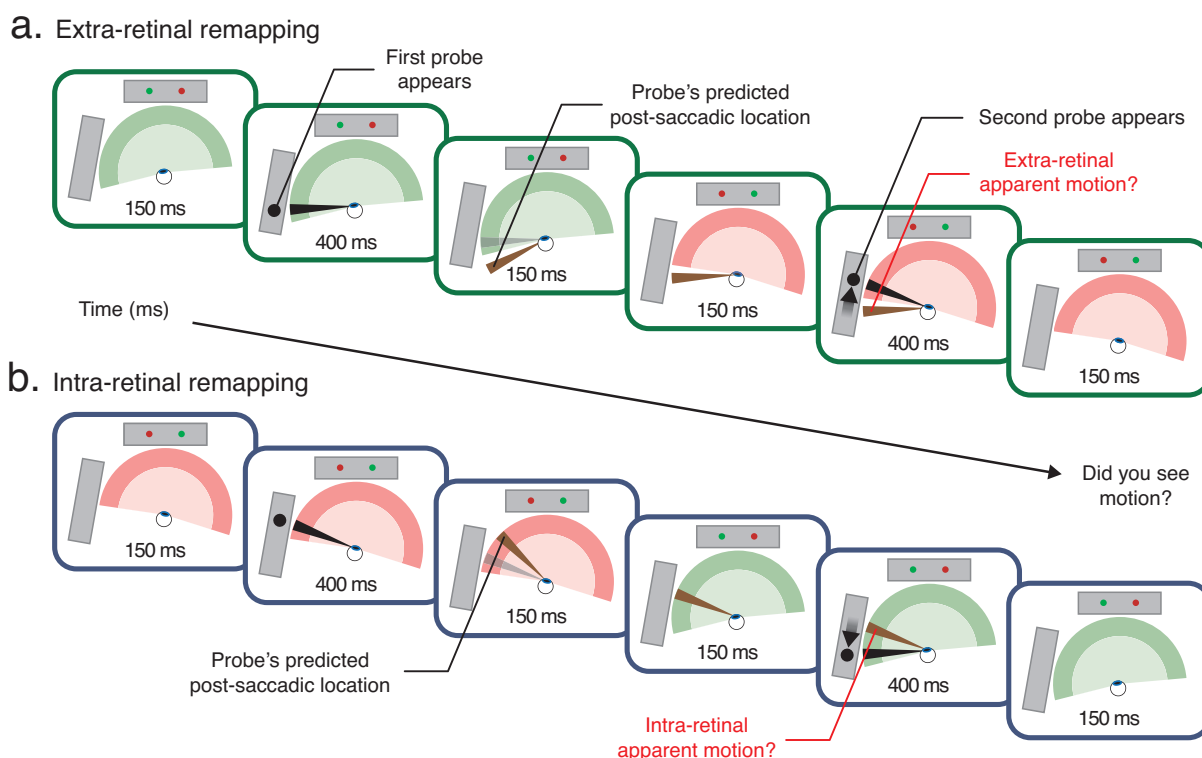 a. Extra-retinal remapping
First probe
appears
Probe's predicted
post-saccadic location
Second probe appears
Extra-retinal
apparent motion?
150 ms
400 ms
150 ms
150 ms
400 ms
150 ms
Time (ms)
b. Intra-retinal remapping
Did you see
motion?
150 ms
400 ms
150 ms
150 ms
400 ms
150 ms
Probe's predicted
post-saccadic location
Intra-retinal
apparent motion?